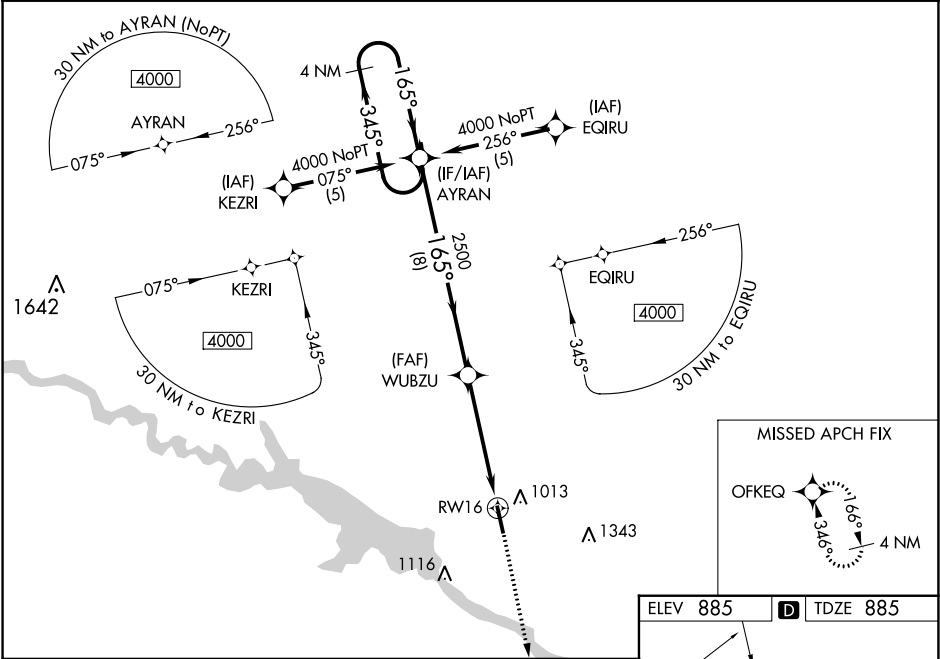 30 NM to AYRAN (NoPT)
4000
AYRAN
075°
256°
4 NM
165°
345°
4000 NoPT
075°
(5)
(IAF)
KEZRI
4000 NoPT
256°
(5)
(IAF)
EQIRU
(IF/IAF)
AYRAN
2500
165°
(8)
1642
075°
KEZRI
4000
345°
30 NM to KEZRI
256°
EQIRU
4000
345°
30 NM to EQIRU
(FAF)
WUBZU
RW16
1013
1343
1116
MISSED APCH FIX
OFKEQ
166°
346°
4 NM
ELEV 885
D
TDZE 885